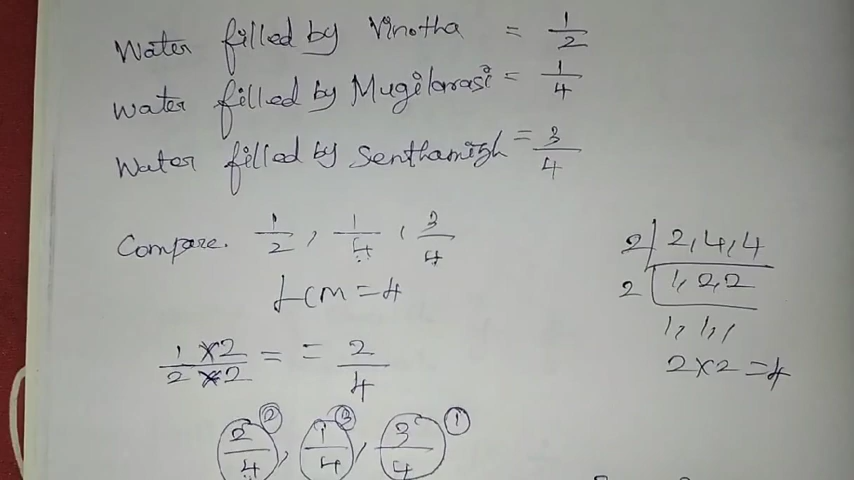 Water filled by Vinotha = 1/2
Water filled by Mugilarasi = 1/4
Water filled by Senthamizh = 3/4
Compare. 1/2, 1/4, 3/4
LCM = 4
2 | 2, 4, 4
2 | 1, 2, 2
1, 1, 1
2 × 2 = 4
1 × 2 / 2 × 2 = = 2/4
2/4 ②, 1/4 ③, 3/4 ①